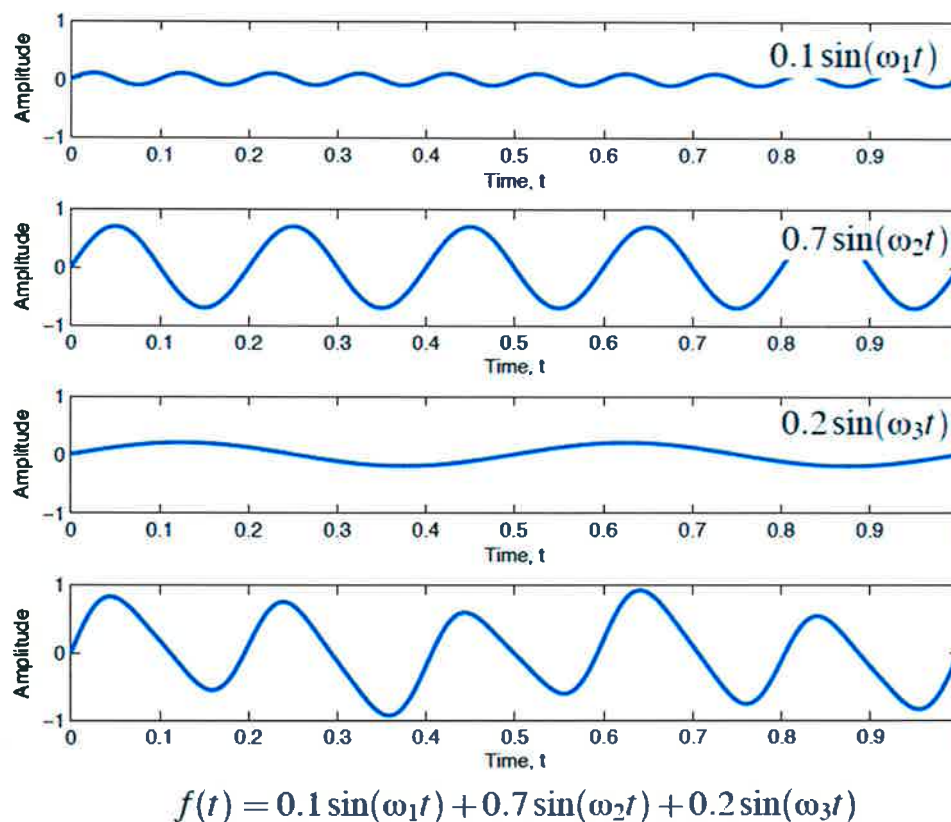 1
0.1 sin(ω₁t)
Amplitude
0
−1
0 0.1 0.2 0.3 0.4 0.5 0.6 0.7 0.8 0.9
Time, t
1
0.7 sin(ω₂t)
Amplitude
0
−1
0 0.1 0.2 0.3 0.4 0.5 0.6 0.7 0.8 0.9
Time, t
1
0.2 sin(ω₃t)
Amplitude
0
−1
0 0.1 0.2 0.3 0.4 0.5 0.6 0.7 0.8 0.9
Time, t
1
Amplitude
0
−1
0 0.1 0.2 0.3 0.4 0.5 0.6 0.7 0.8 0.9
Time, t
f(t) = 0.1 sin(ω₁t) + 0.7 sin(ω₂t) + 0.2 sin(ω₃t)